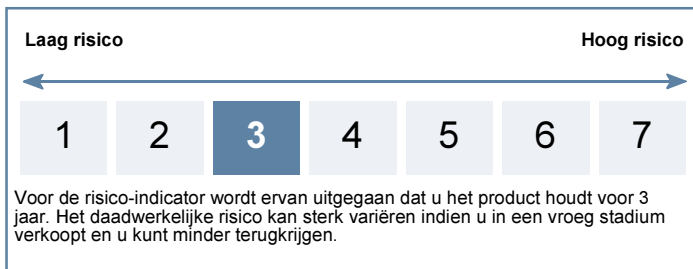 Laag risico Hoog risico
1 2 3 4 5 6 7
Voor de risico-indicator wordt ervan uitgegaan dat u het product houdt voor 3
jaar. Het daadwerkelijke risico kan sterk variëren indien u in een vroeg stadium
verkoopt en u kunt minder terugkrijgen.